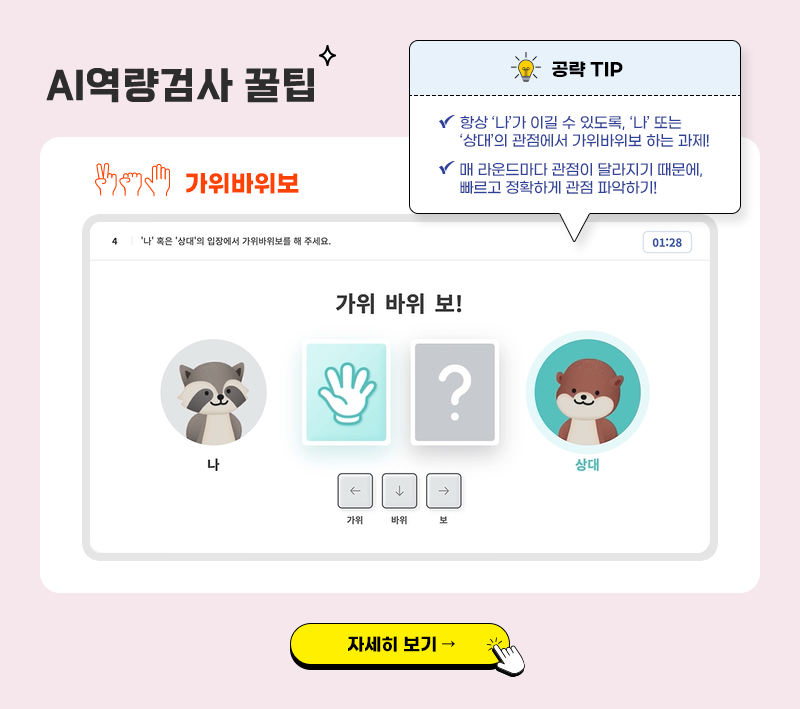 AI역량검사 꿀팁
공략 TIP
항상 ‘나’가 이길 수 있도록, ‘나’ 또는
‘상대’의 관점에서 가위바위보 하는 과제!
매 라운드마다 관점이 달라지기 때문에,
빠르고 정확하게 관점 파악하기!
가위바위보
4 '나' 혹은 '상대'의 입장에서 가위바위보를 해 주세요.
01:28
가위 바위 보!
?
나
상대
← ↓ →
가위 바위 보
자세히 보기 →